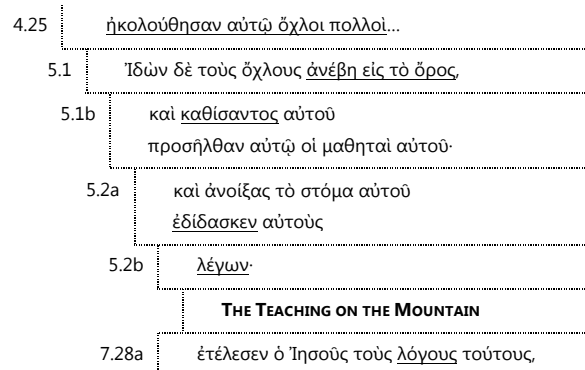 4.25 ἠκολούθησαν αὐτῷ ὄχλοι πολλοὶ...
5.1 Ἰδὼν δὲ τοὺς ὄχλους ἀνέβη εἰς τὸ ὄρος,
5.1b καὶ καθίσαντος αὐτοῦ
προσῆλθαν αὐτῷ οἱ μαθηταὶ αὐτοῦ·
5.2a καὶ ἀνοίξας τὸ στόμα αὐτοῦ
ἐδίδασκεν αὐτοὺς
5.2b λέγων·
THE TEACHING ON THE MOUNTAIN
7.28a ἐτέλεσεν ὁ Ἰησοῦς τοὺς λόγους τούτους,